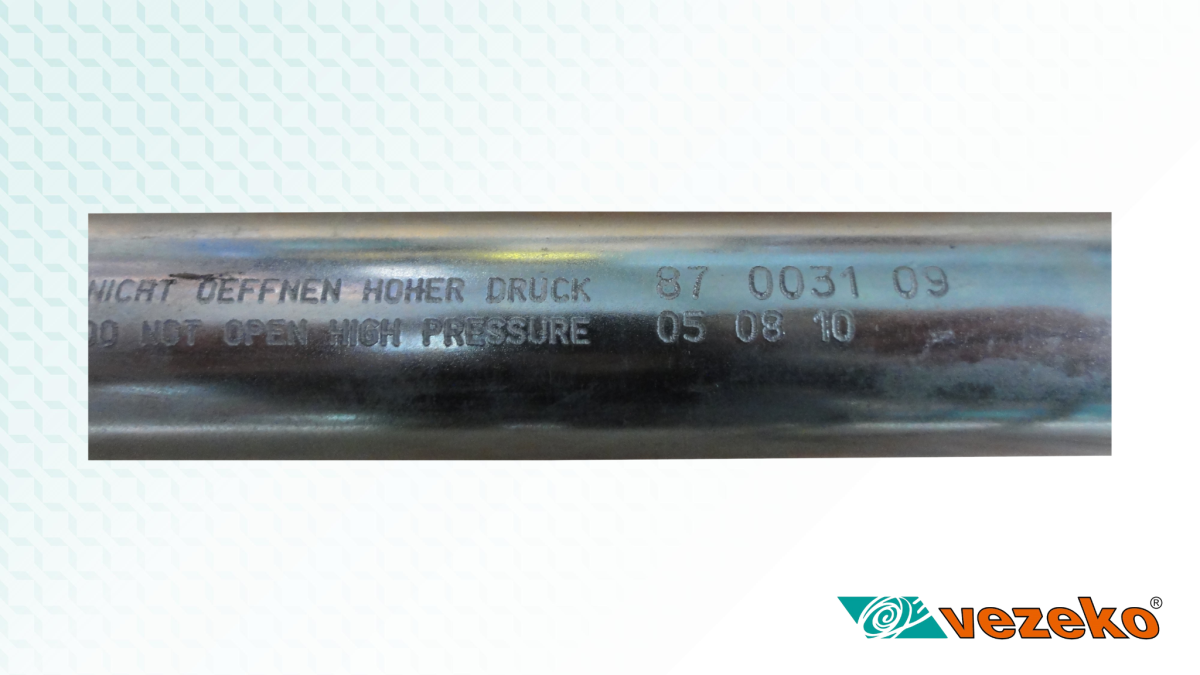 NICHT OEFFNEN HOHER DRUCK 87 0031 09
DO NOT OPEN HIGH PRESSURE 05 08 10
vezeko®